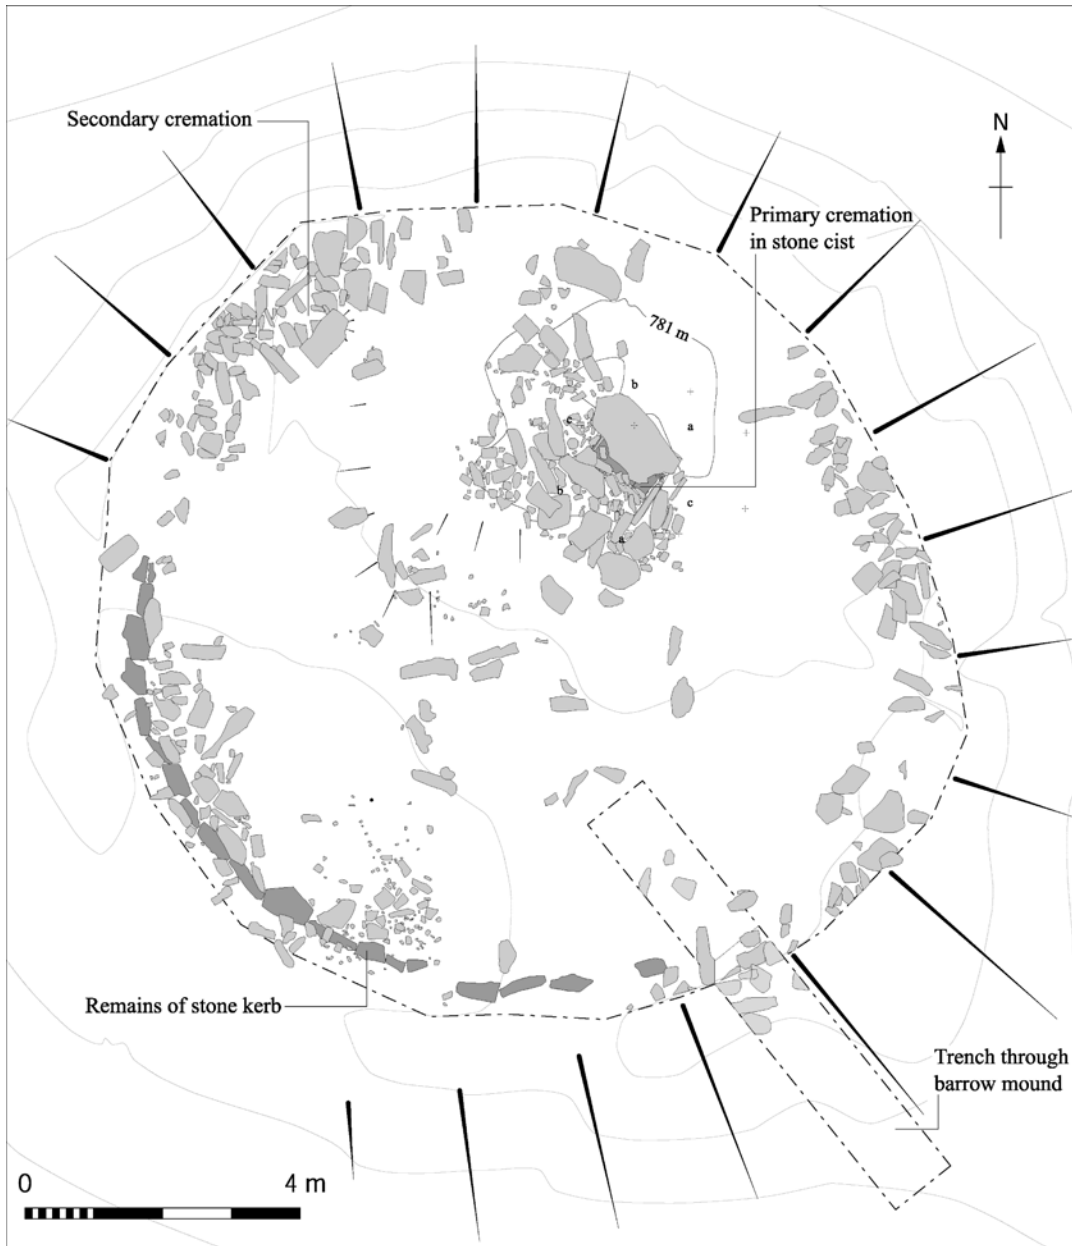 Secondary cremation
N
Primary cremation
in stone cist
781 m
b
a
c
b
c
a
Remains of stone kerb
Trench through
barrow mound
0 4 m